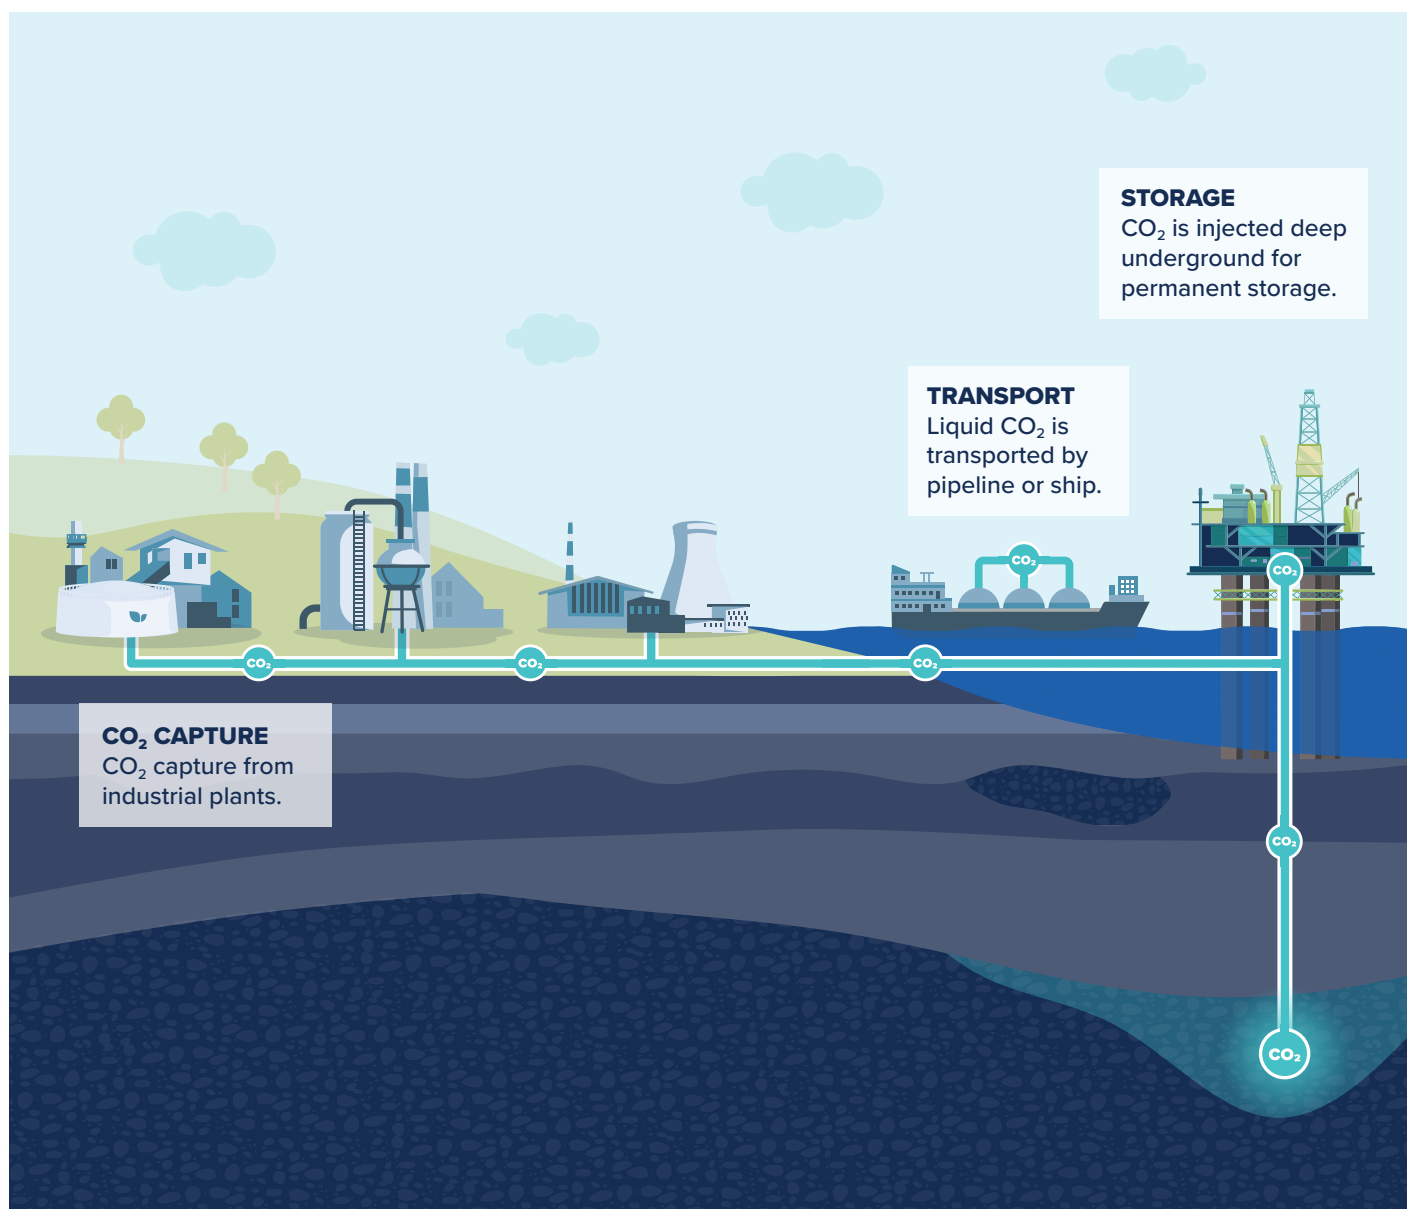 STORAGE
CO₂ is injected deep
underground for
permanent storage.
TRANSPORT
Liquid CO₂ is
transported by
pipeline or ship.
CO₂
CO₂
CO₂
CO₂
CO₂
CO₂ CAPTURE
CO₂ capture from
industrial plants.
CO₂
CO₂